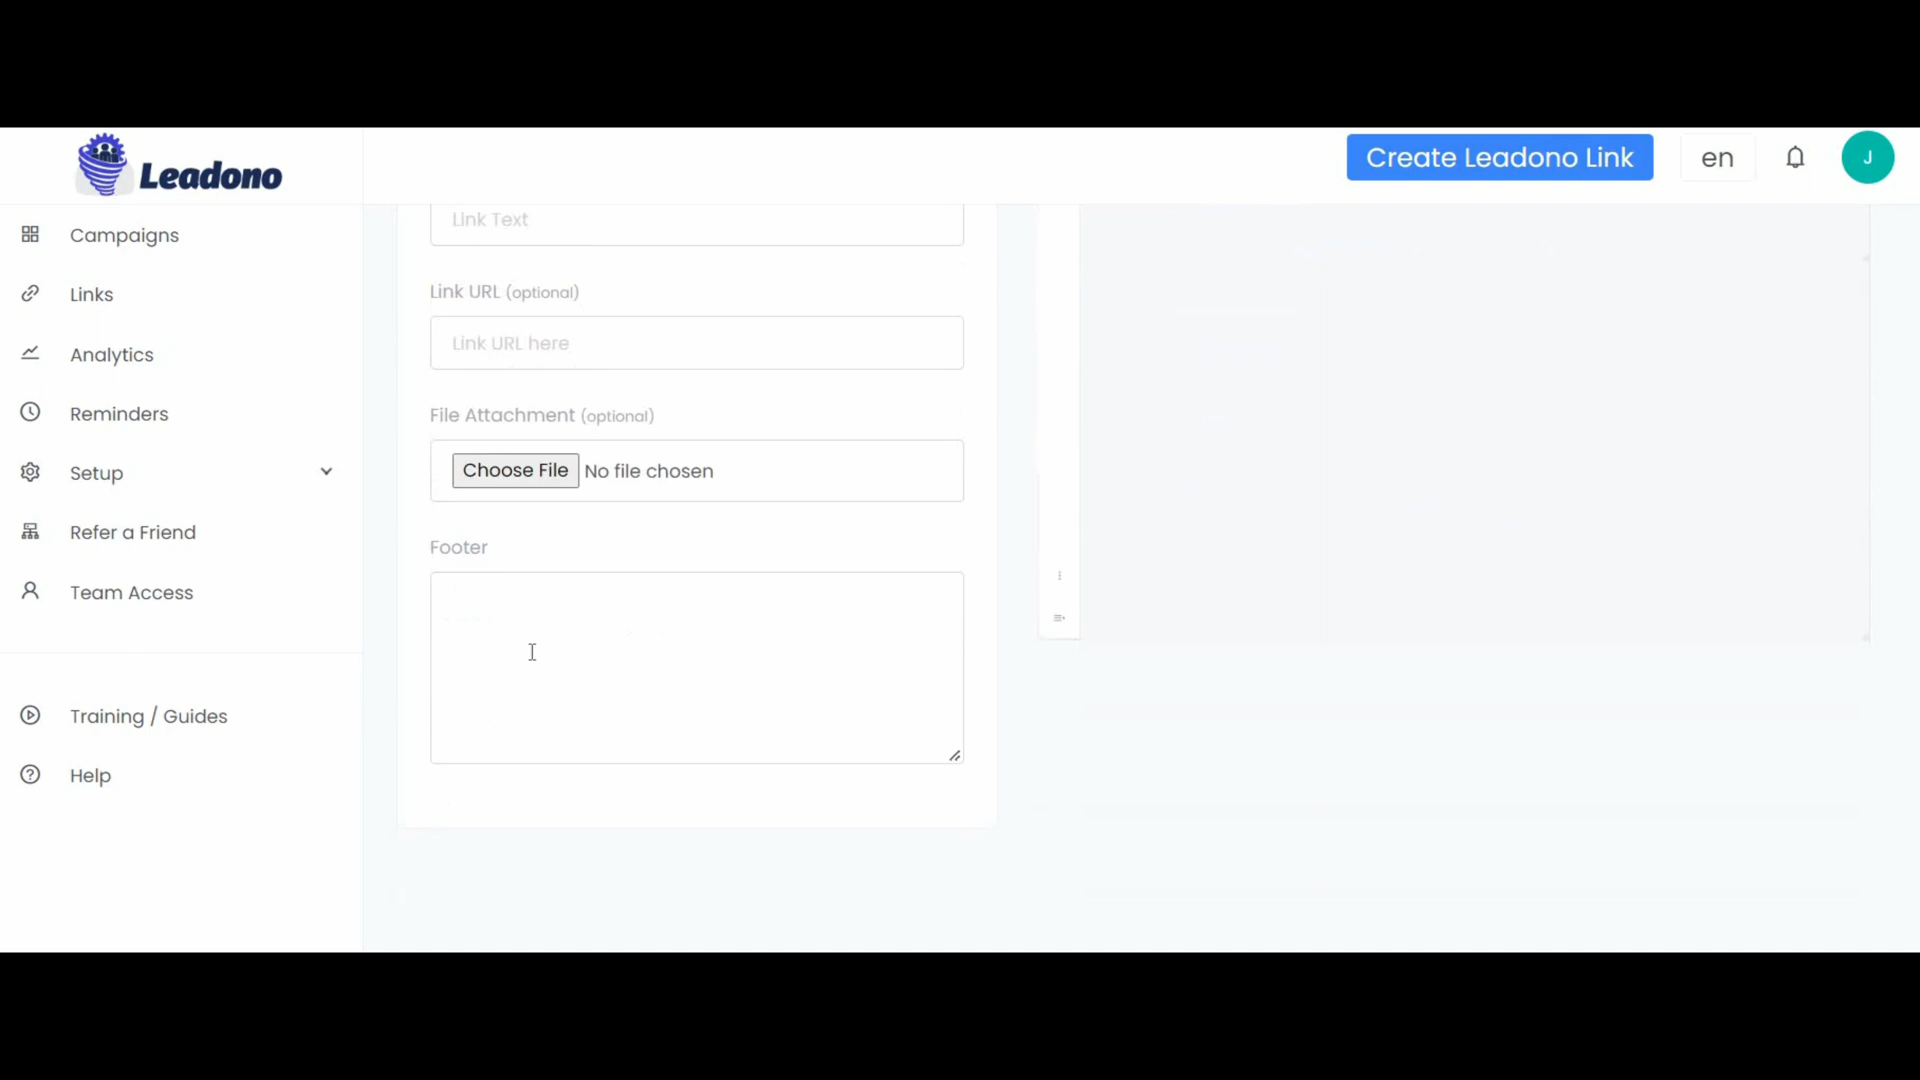 Leadono
Create Leadono Link
en
J
Campaigns
Links
Analytics
Reminders
Setup
Refer a Friend
Team Access
Training / Guides
Help
Link Text
Link URL (optional)
Link URL here
File Attachment (optional)
Choose File No file chosen
Footer